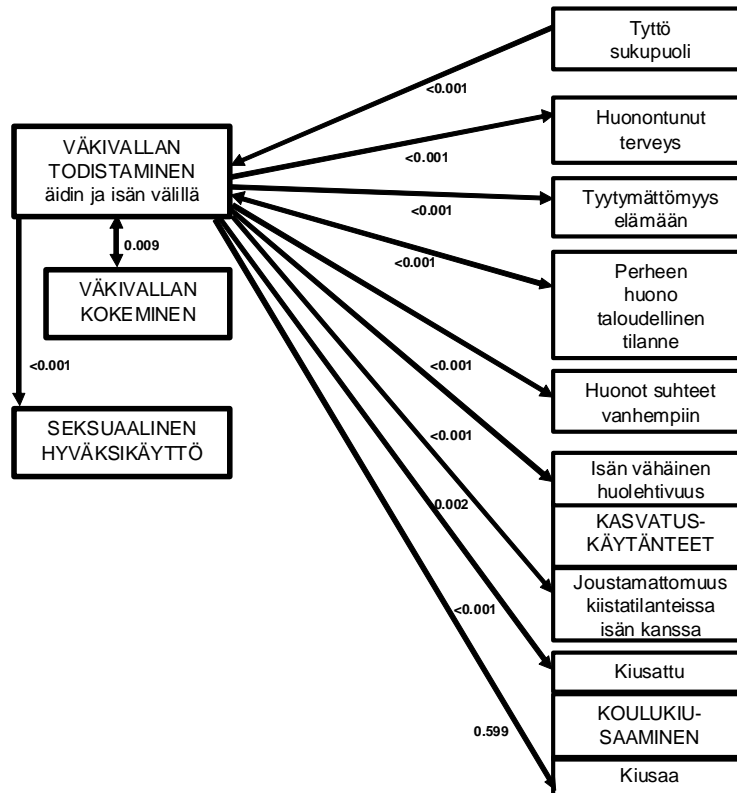 Tyttö
sukupuoli
<0.001
VÄKIVALLAN
TODISTAMINEN
äidin ja isän välillä
Huonontunut
terveys
<0.001
Tyytymättömyys
elämään
<0.001
0.009
VÄKIVALLAN
KOKEMINEN
<0.001
Perheen
huono
taloudellinen
tilanne
<0.001
SEKSUAALINEN
HYVÄKSIKÄYTTÖ
<0.001
Huonot suhteet
vanhempiin
<0.001
Isän vähäinen
huolehtivuus
0.002
KASVATUS-
KÄYTÄNTEET
Joustamattomuus
kiistatilanteissa
isän kanssa
<0.001
Kiusattu
KOULUKIU-
SAAMINEN
0.599
Kiusaa